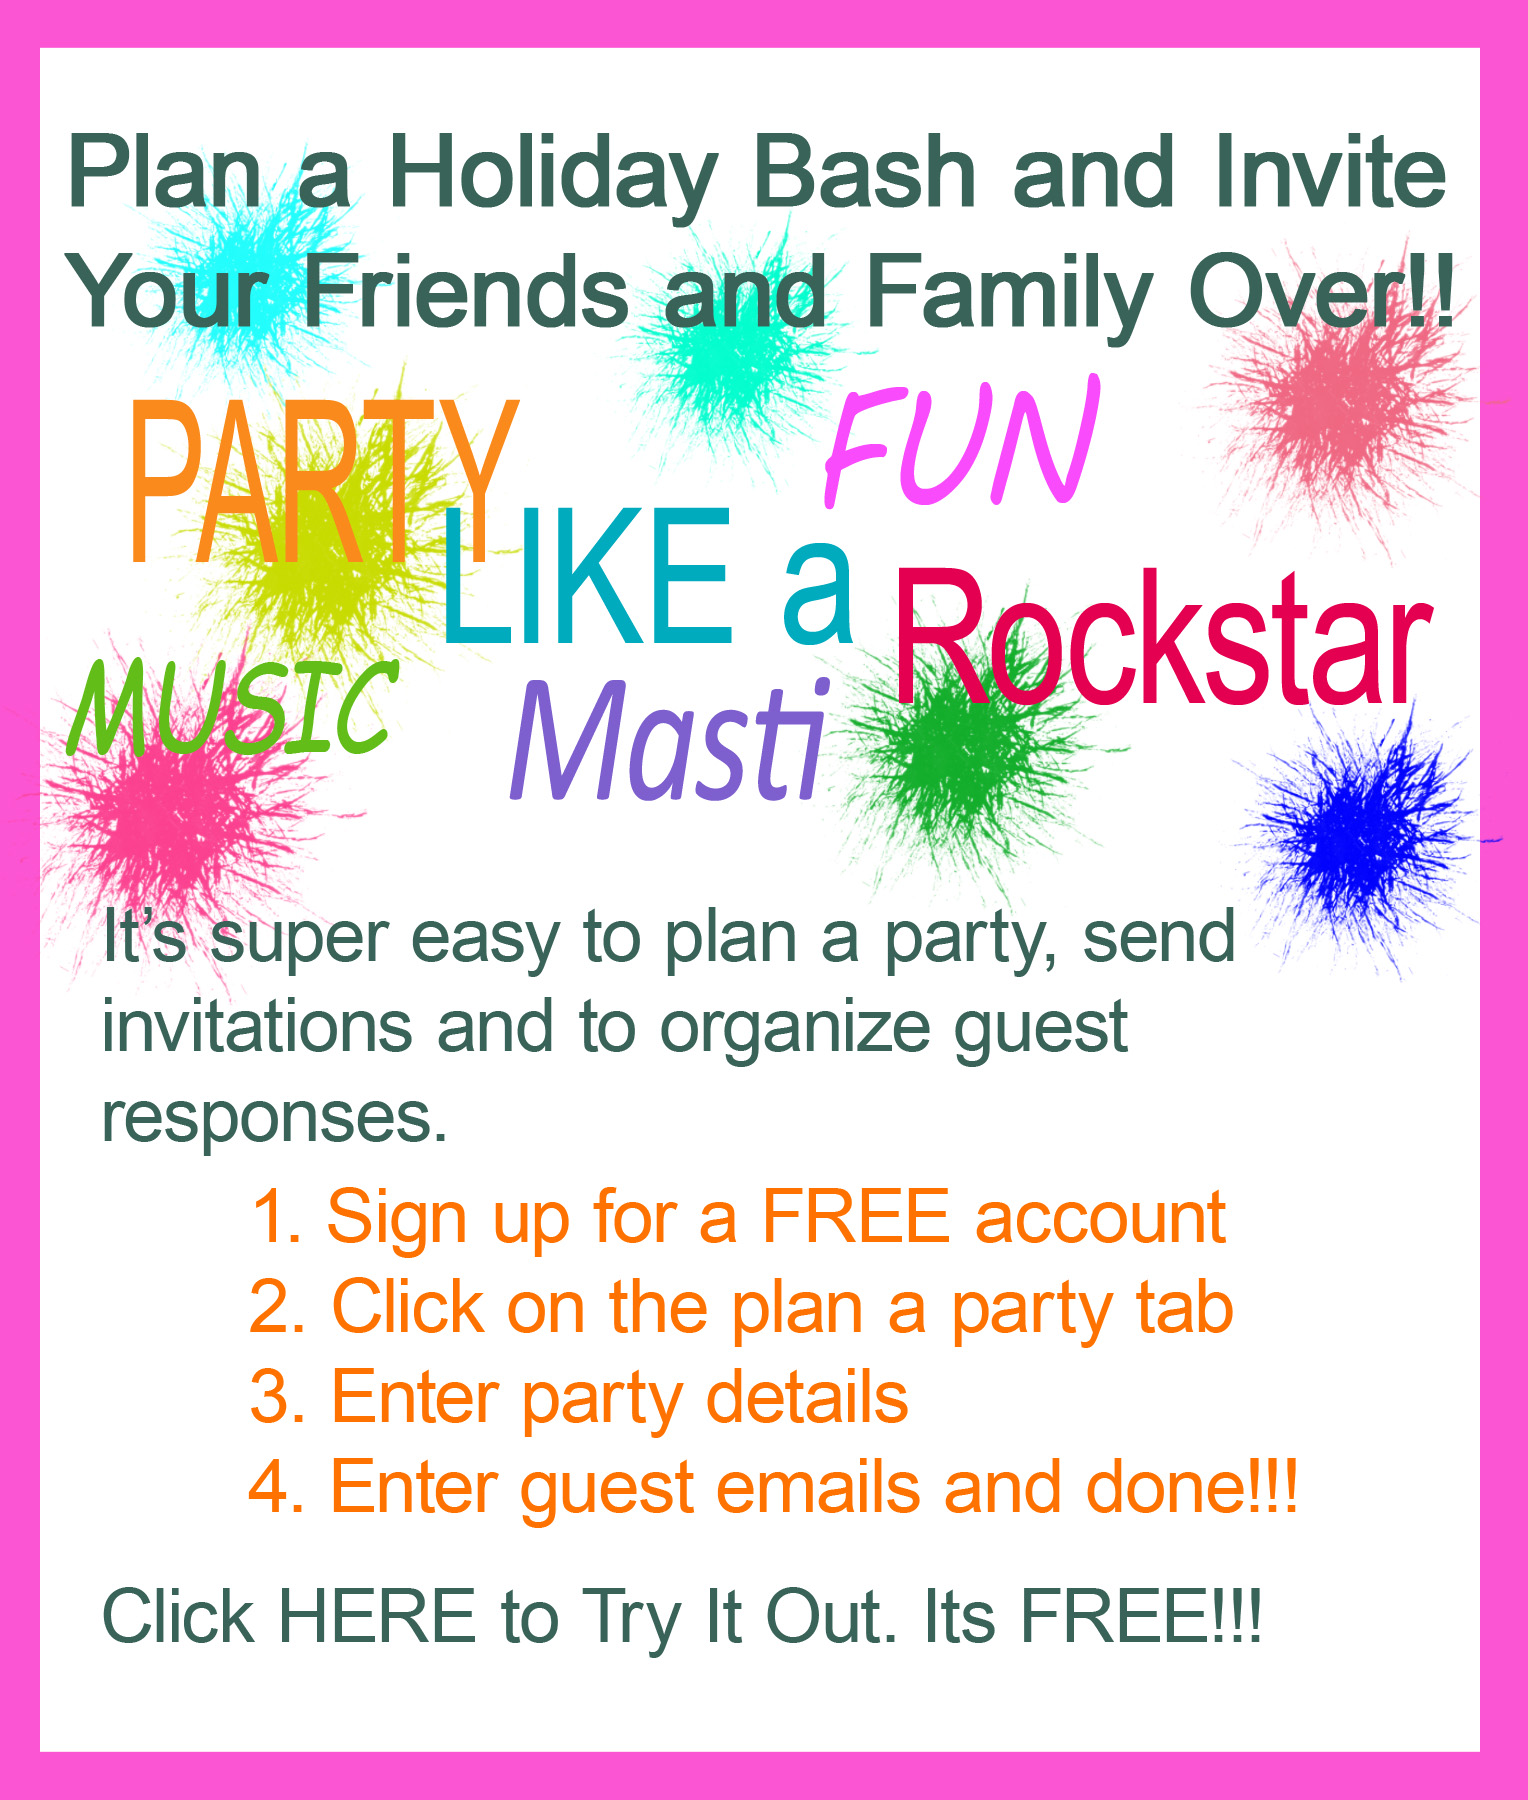 Plan a Holiday Bash and Invite
Your Friends and Family Over!!
PARTY
FUN
LIKE a
Rockstar
MUSIC
Masti
It’s super easy to plan a party, send
invitations and to organize guest
responses.
1. Sign up for a FREE account
2. Click on the plan a party tab
3. Enter party details
4. Enter guest emails and done!!!
Click HERE to Try It Out. Its FREE!!!